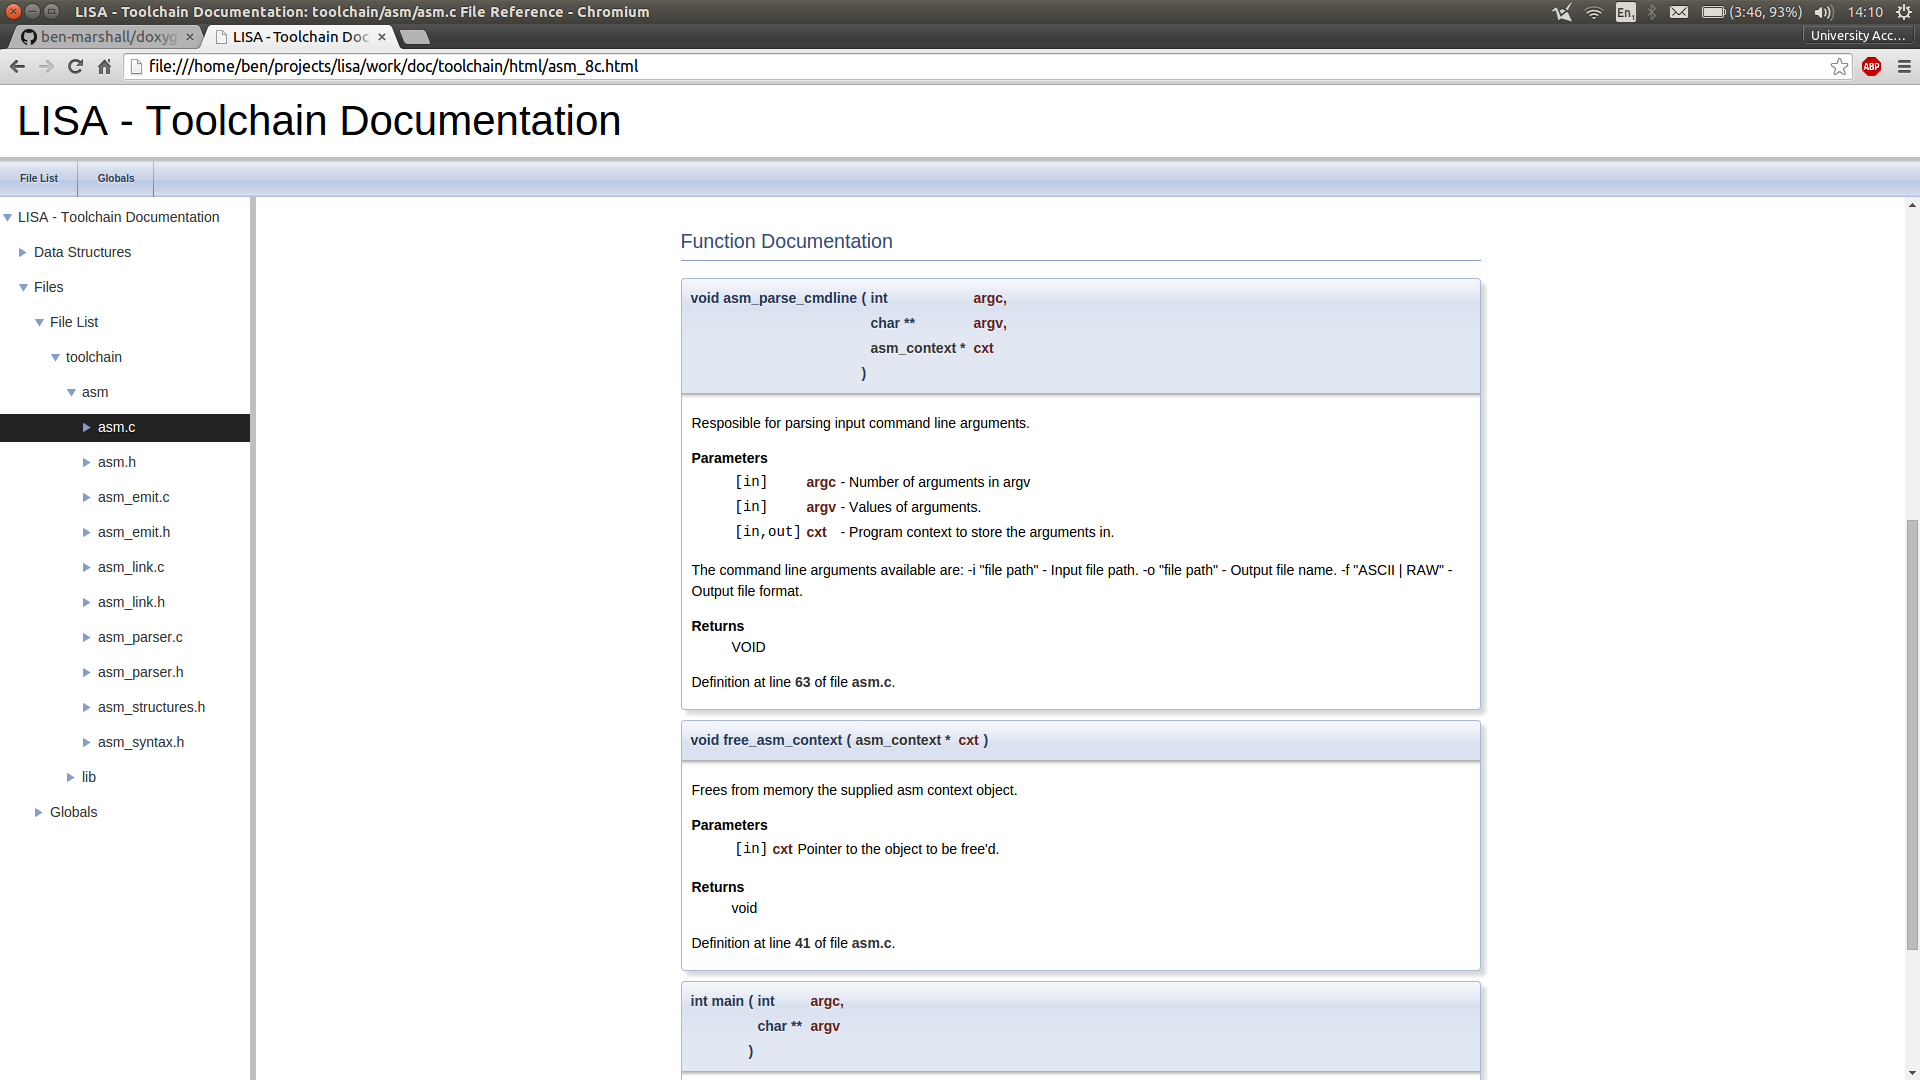 LISA - Toolchain Documentation: toolchain/asm/asm.c File Reference - Chromium
En1 (3:46, 93%) 14:10
ben-marshall/doxyg
LISA - Toolchain Doc
University Acc...
file:///home/ben/projects/lisa/work/doc/toolchain/html/asm_8c.html
ABP
LISA - Toolchain Documentation
File List
Globals
LISA - Toolchain Documentation
Data Structures
Files
File List
toolchain
asm
asm.c
asm.h
asm_emit.c
asm_emit.h
asm_link.c
asm_link.h
asm_parser.c
asm_parser.h
asm_structures.h
asm_syntax.h
lib
Globals
Function Documentation
void asm_parse_cmdline ( int argc,
char ** argv,
asm_context * cxt
)
Resposible for parsing input command line arguments.
Parameters
[in] argc - Number of arguments in argv
[in] argv - Values of arguments.
[in,out] cxt - Program context to store the arguments in.
The command line arguments available are: -i "file path" - Input file path. -o "file path" - Output file name. -f "ASCII | RAW" -
Output file format.
Returns
VOID
Definition at line 63 of file asm.c.
void free_asm_context ( asm_context * cxt )
Frees from memory the supplied asm context object.
Parameters
[in] cxt Pointer to the object to be free'd.
Returns
void
Definition at line 41 of file asm.c.
int main ( int argc,
char ** argv
)